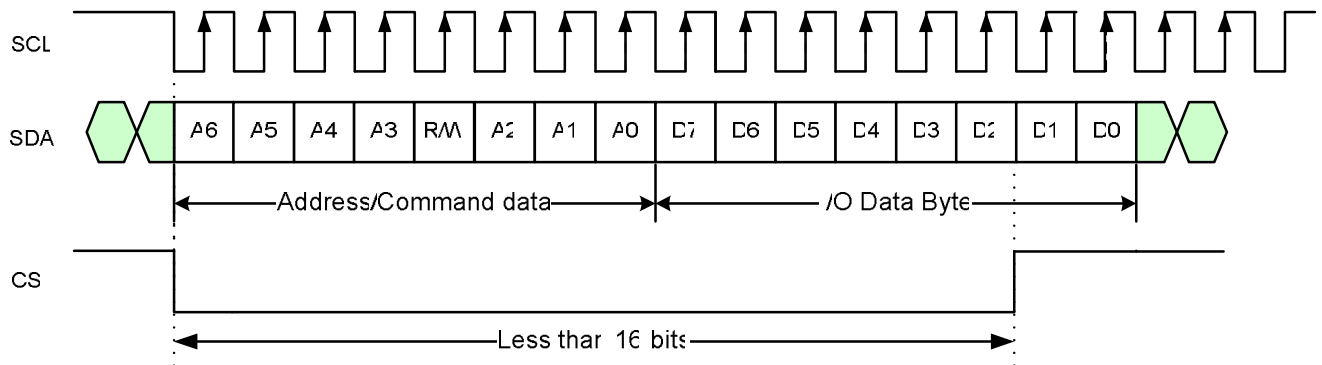 SCL
SDA A6 A5 A4 A3 R/W A2 A1 A0 D7 D6 D5 D4 D3 D2 D1 D0
Address/Command data /O Data Byte
CS
Less than 16 bits